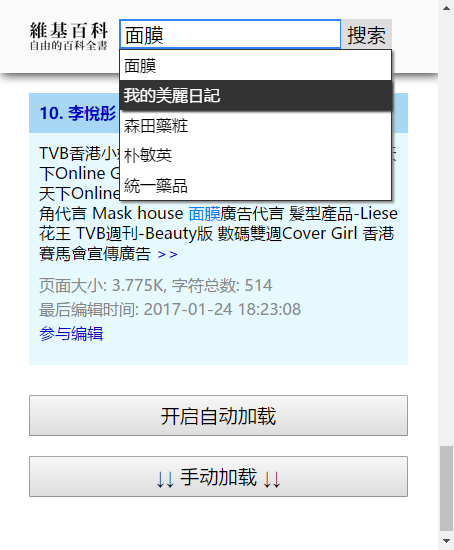 維基百科
自由的百科全書
面膜 搜索
面膜
我的美麗日記
森田藥粧
朴敏英
統一藥品
10. 李悅彤
TVB香港小
下Online G
天下Online
角代言 Mask house 面膜廣告代言 髮型產品-Liese
花王 TVB週刊-Beauty版 數碼雙週Cover Girl 香港
賽馬會宣傳廣告 >>
页面大小: 3.775K, 字符总数: 514
最后编辑时间: 2017-01-24 18:23:08
参与编辑
开启自动加载
↓↓ 手动加载 ↓↓